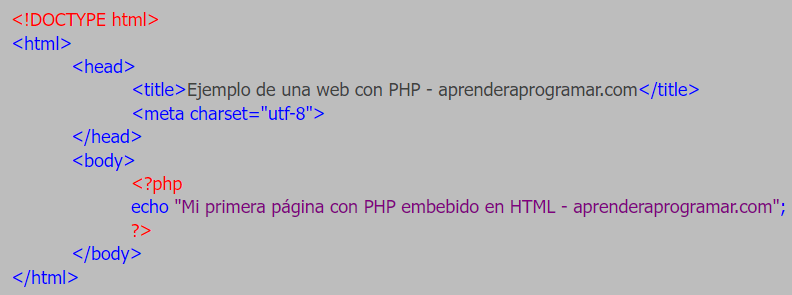 <!DOCTYPE html>
<html>
<head>
<title>Ejemplo de una web con PHP - aprenderaprogramar.com</title>
<meta charset="utf-8">
</head>
<body>
<?php
echo "Mi primera página con PHP embebido en HTML - aprenderaprogramar.com";
?>
</body>
</html>